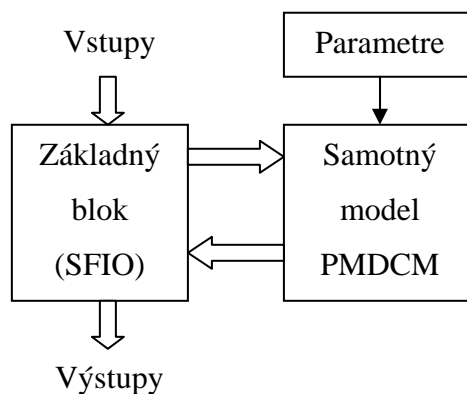 Vstupy
Parametre
Základný
blok
(SFIO)
Samotný
model
PMDCM
Výstupy